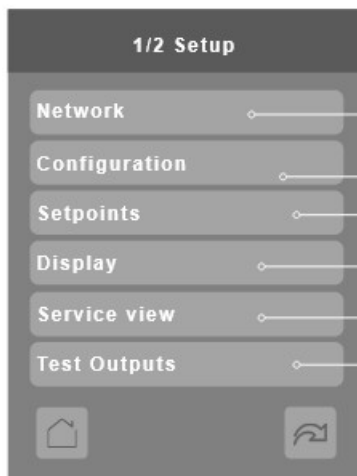 1/2 Setup
Network
Configuration
Setpoints
Display
Service view
Test Outputs